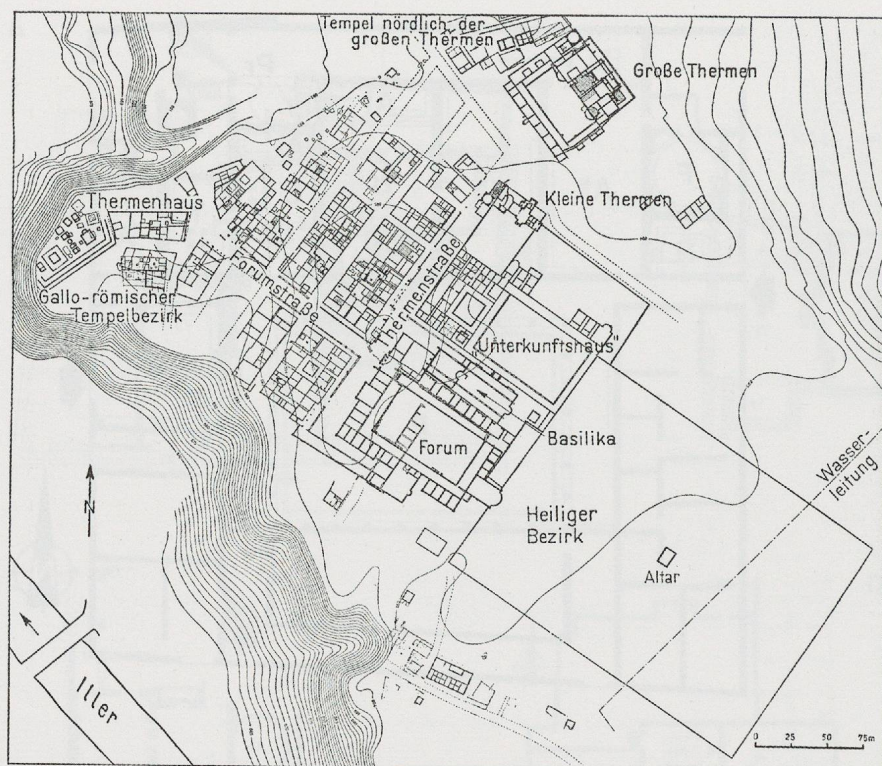 Tempel nördlich der
großen Thermen
Große Thermen
Thermenhaus
Kleine Thermen
Forumstraße
Thermenstraße
Gallo-römischer
Tempelbezirk
„Unterkunftshaus"
Forum
Basilika
Wasser-
leitung
Heiliger
Bezirk
Altar
N
Iller
0 25 50 75m